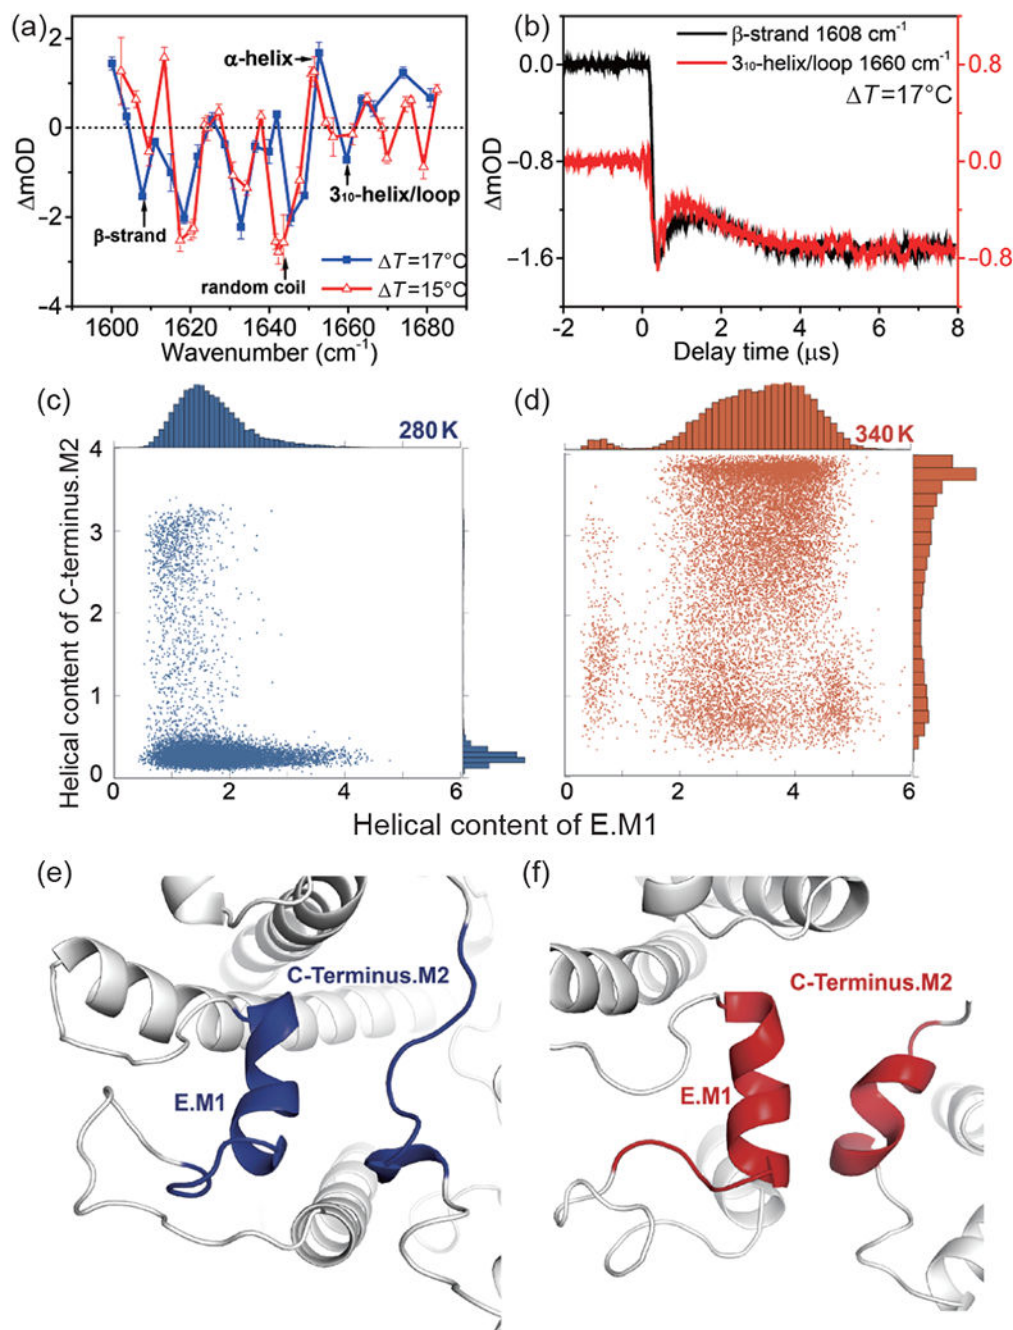 (a)
2
0
−2
−4
ΔmOD
α-helix
β-strand
3₁₀-helix/loop
random coil
ΔT=17°C
ΔT=15°C
1600 1620 1640 1660 1680
Wavenumber (cm⁻¹)
(b)
0.0
−0.8
−1.6
ΔmOD
β-strand 1608 cm⁻¹
3₁₀-helix/loop 1660 cm⁻¹
ΔT=17°C
0.8
0.0
−0.8
-2 0 2 4 6 8
Delay time (μs)
(c)
280 K
4
3
2
1
0
Helical content of C-terminus.M2
0 2 4 6
(d)
340 K
0 2 4 6
Helical content of E.M1
(e)
C-Terminus.M2
E.M1
(f)
C-Terminus.M2
E.M1